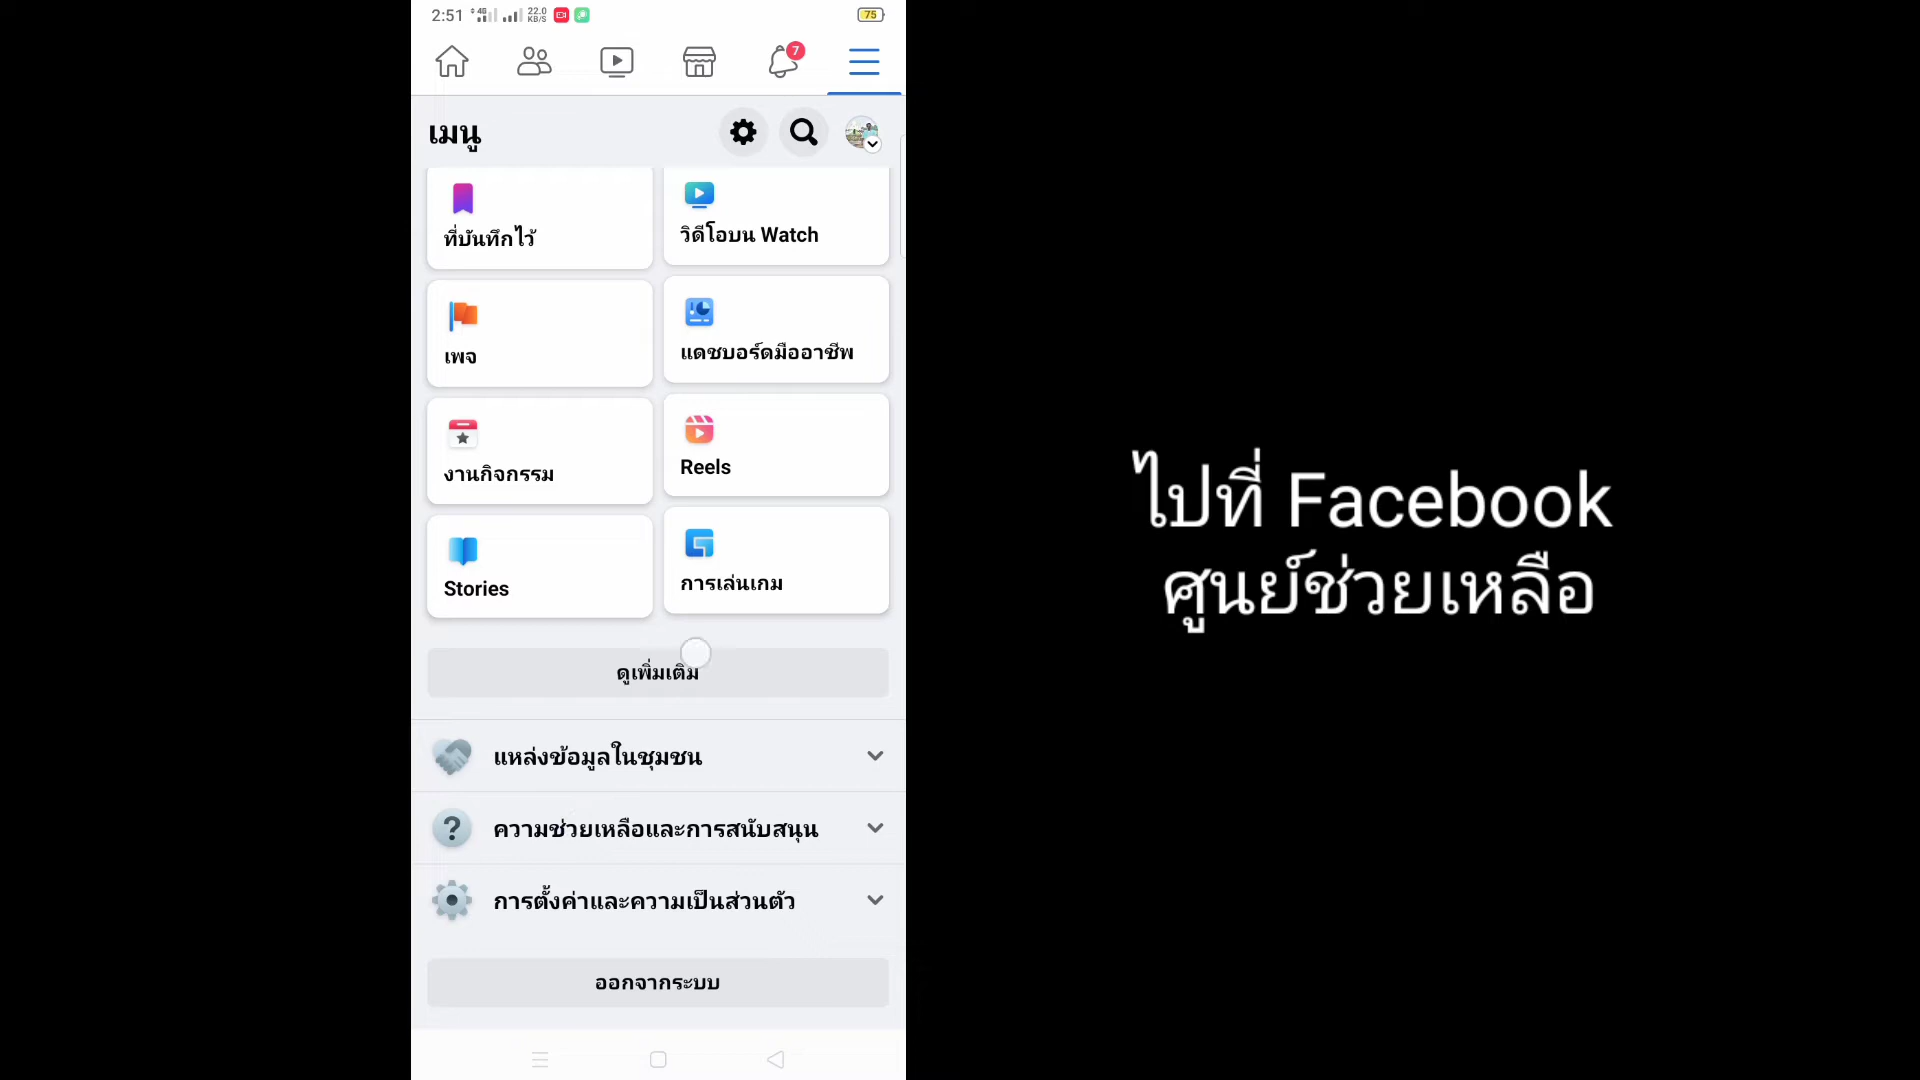 2:51 4G 22.0 KB/S 75
7
เมนู
ที่บันทึกไว้
วิดีโอบน Watch
เพจ
แดชบอร์ดมืออาชีพ
งานกิจกรรม
Reels
Stories
การเล่นเกม
ดูเพิ่มเติม
แหล่งข้อมูลในชุมชน
ความช่วยเหลือและการสนับสนุน
การตั้งค่าและความเป็นส่วนตัว
ออกจากระบบ
ไปที่ Facebook
ศูนย์ช่วยเหลือ